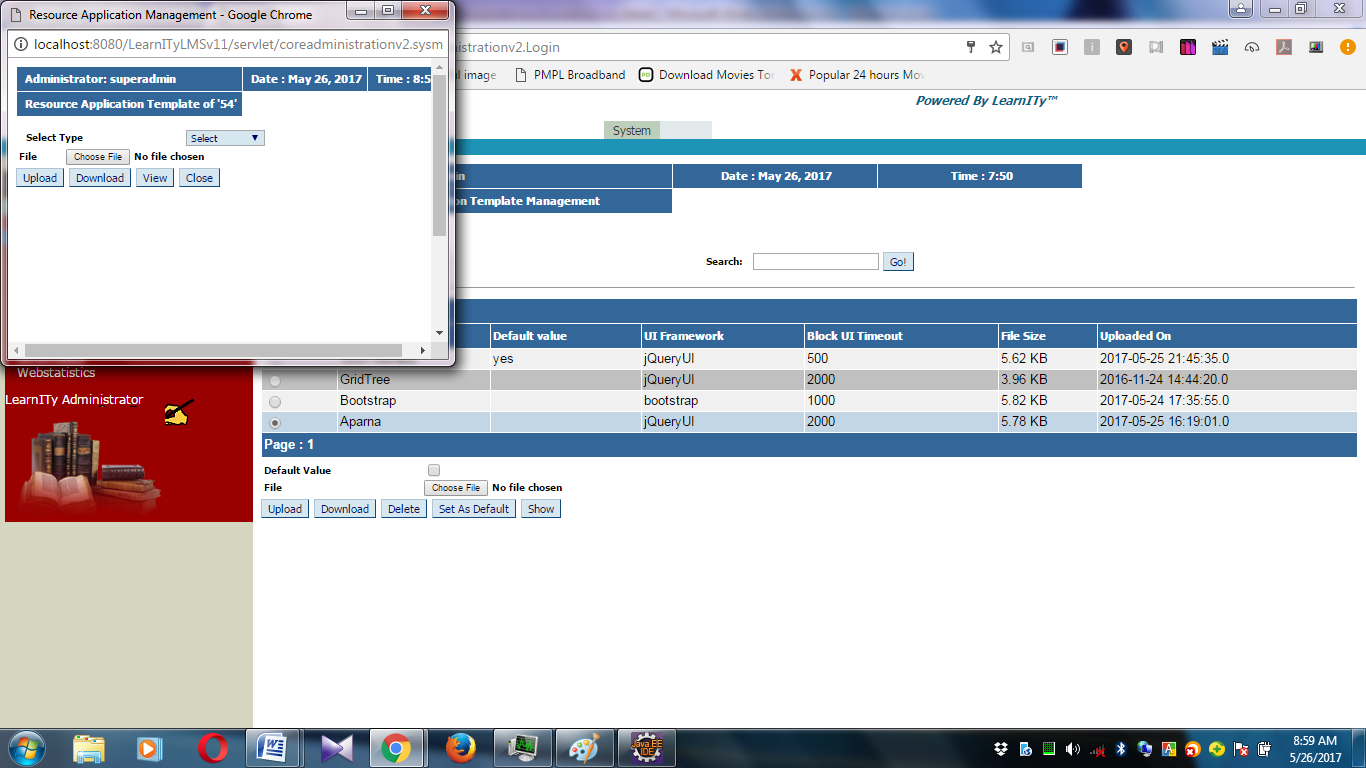 Resource Application Management - Google Chrome
localhost:8080/LearnITyLMSv11/servlet/coreadministrationv2.sysm
Administrator: superadmin Date : May 26, 2017 Time : 8:5
Resource Application Template of '54'
Select Type Select
File Choose File No file chosen
Upload Download View Close
nistrationv2.Login
al image PMPL Broadband Download Movies Tor Popular 24 hours Mov
Powered By LearnITy™
System
in Date : May 26, 2017 Time : 7:50
on Template Management
Search: Go!
Default value UI Framework Block UI Timeout File Size Uploaded On
yes jQueryUI 500 5.62 KB 2017-05-25 21:45:35.0
GridTree jQueryUI 2000 3.96 KB 2016-11-24 14:44:20.0
Bootstrap bootstrap 1000 5.82 KB 2017-05-24 17:35:55.0
Aparna jQueryUI 2000 5.78 KB 2017-05-25 16:19:01.0
Page : 1
Default Value
File Choose File No file chosen
Upload Download Delete Set As Default Show
Webstatistics
LearnITy Administrator
Java EE
IDE
8:59 AM
5/26/2017